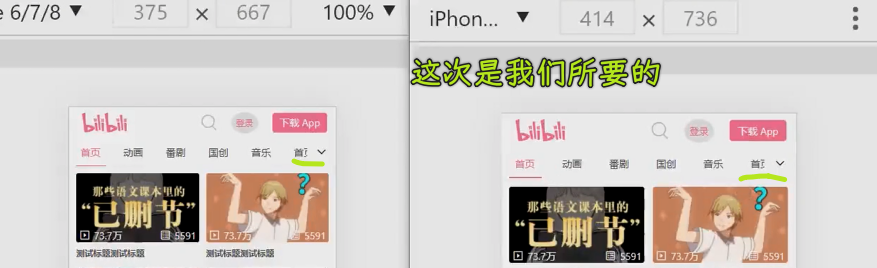 e 6/7/8 ▼ 375 × 667 100% ▼
iPhon... ▼ 414 × 736
这次是我们所要的
bilibili 登录 下载 App
首页 动画 番剧 国创 音乐
那些语文课本里的
“已删节”
?
73.7万 5591 73.7万 5591
测试标题测试标题 测试标题测试标题
bilibili 登录 下载 App
首页 动画 番剧 国创 音乐
那些语文课本里的
“已删节”
?
73.7万 5591 73.7万 5591